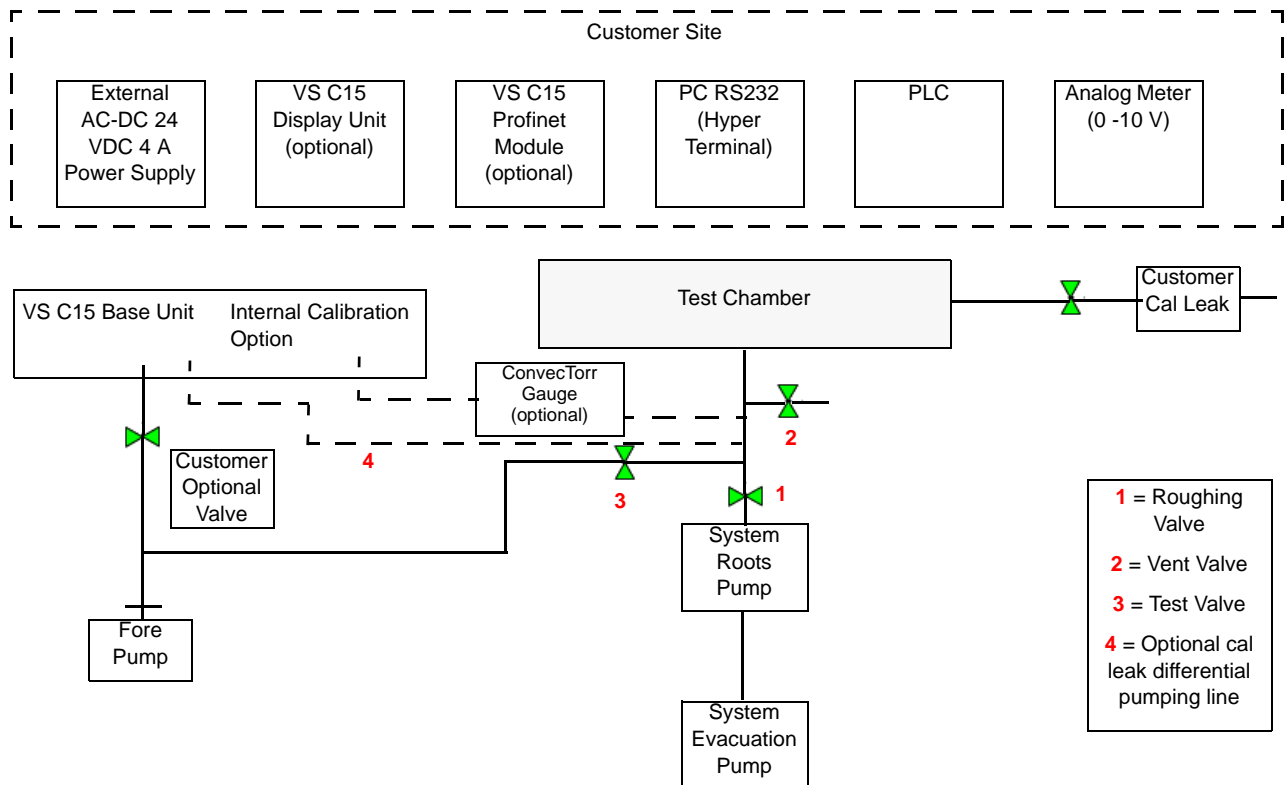 Customer Site
External
AC-DC 24
VDC 4 A
Power Supply
VS C15
Display Unit
(optional)
VS C15
Profinet
Module
(optional)
PC RS232
(Hyper
Terminal)
PLC
Analog Meter
(0 -10 V)
VS C15 Base Unit
Internal Calibration
Option
Test Chamber
Customer
Cal Leak
ConvecTorr
Gauge
(optional)
2
4
Customer
Optional
Valve
3
1
System
Roots
Pump
Fore
Pump
System
Evacuation
Pump
1 = Roughing
Valve
2 = Vent Valve
3 = Test Valve
4 = Optional cal
leak differential
pumping line